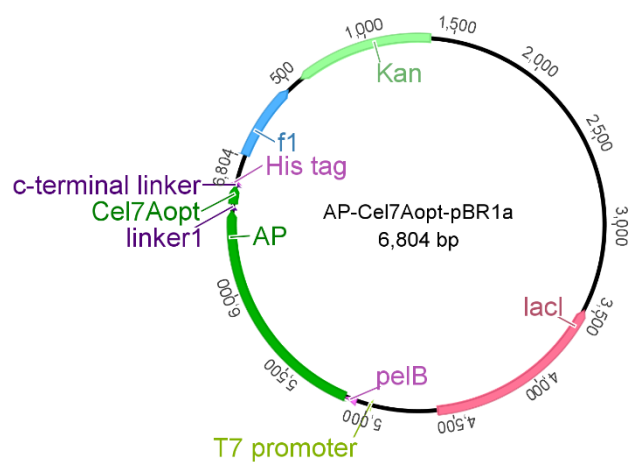 1,000
1,500
500
Kan
2,000
f1
2,500
6,804
His tag
c-terminal linker
Cel7Aopt
linker1
AP
AP-Cel7Aopt-pBR1a
6,804 bp
3,000
6,000
lacI
3,500
5,500
pelB
4,000
5,000
4,500
T7 promoter